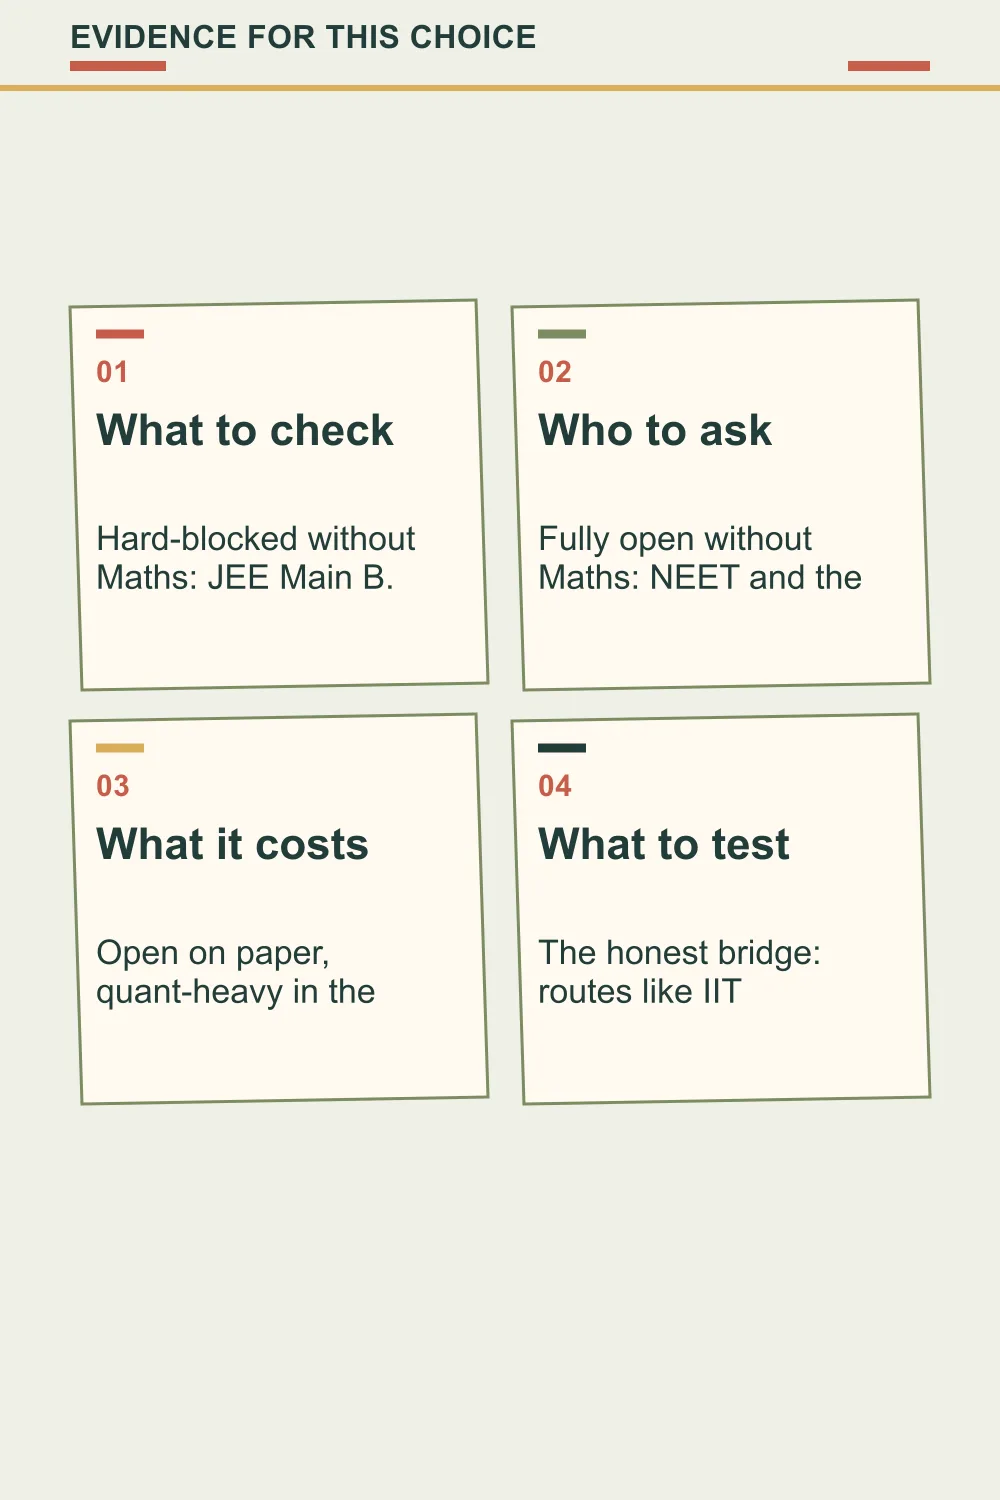 EVIDENCE FOR THIS CHOICE
01
What to check
Hard-blocked without
Maths: JEE Main B.
02
Who to ask
Fully open without
Maths: NEET and the
03
What it costs
Open on paper,
quant-heavy in the
04
What to test
The honest bridge:
routes like IIT